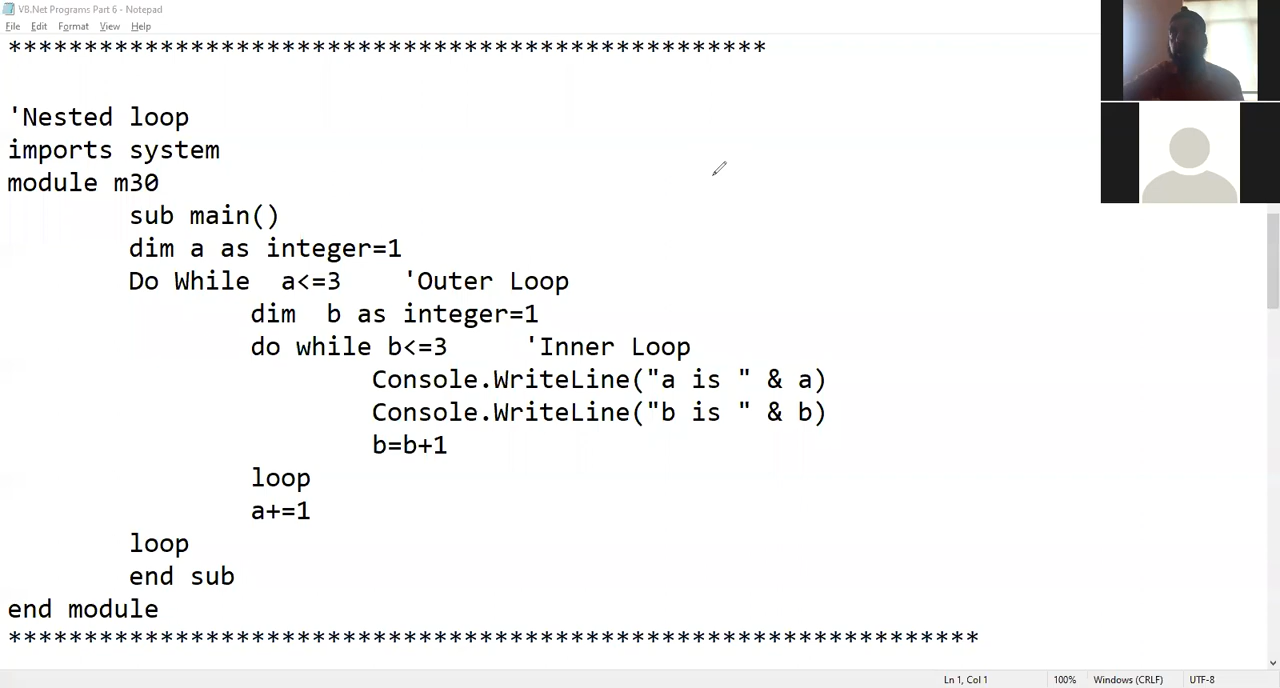 VB.Net Programs Part 6 - Notepad
File Edit Format View Help
**************************************************
'Nested loop
imports system
module m30
sub main()
dim a as integer=1
Do While  a<=3    'Outer Loop
dim  b as integer=1
do while b<=3     'Inner Loop
Console.WriteLine("a is " & a)
Console.WriteLine("b is " & b)
b=b+1
loop
a+=1
loop
end sub
end module
****************************************************************
Ln 1, Col 1 100% Windows (CRLF) UTF-8